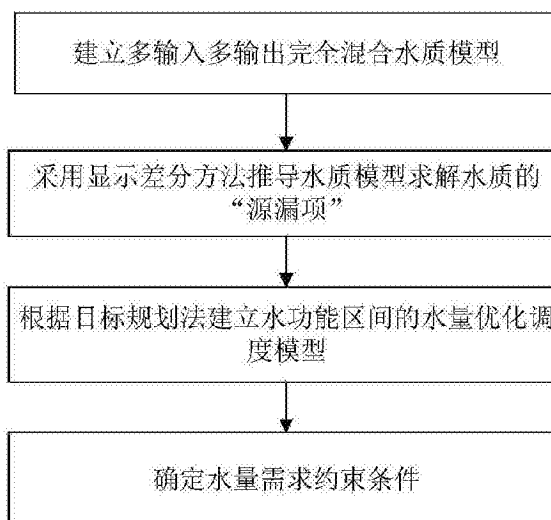 建立多输入多输出完全混合水质模型
采用显示差分方法推导水质模型求解水质的
“源漏项”
根据目标规划法建立水功能区间的水量优化调
度模型
确定水量需求约束条件